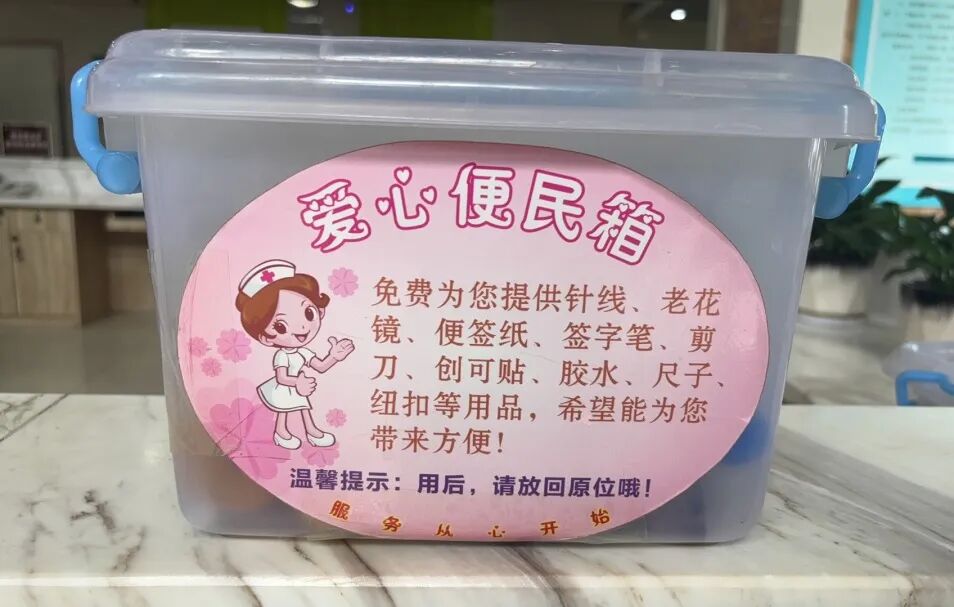 爱心便民箱
免费为您提供针线、老花
镜、便签纸、签字笔、剪
刀、创可贴、胶水、尺子、
纽扣等用品，希望能为您
带来方便！
温馨提示：用后，请放回原位哦！
服务从心开始